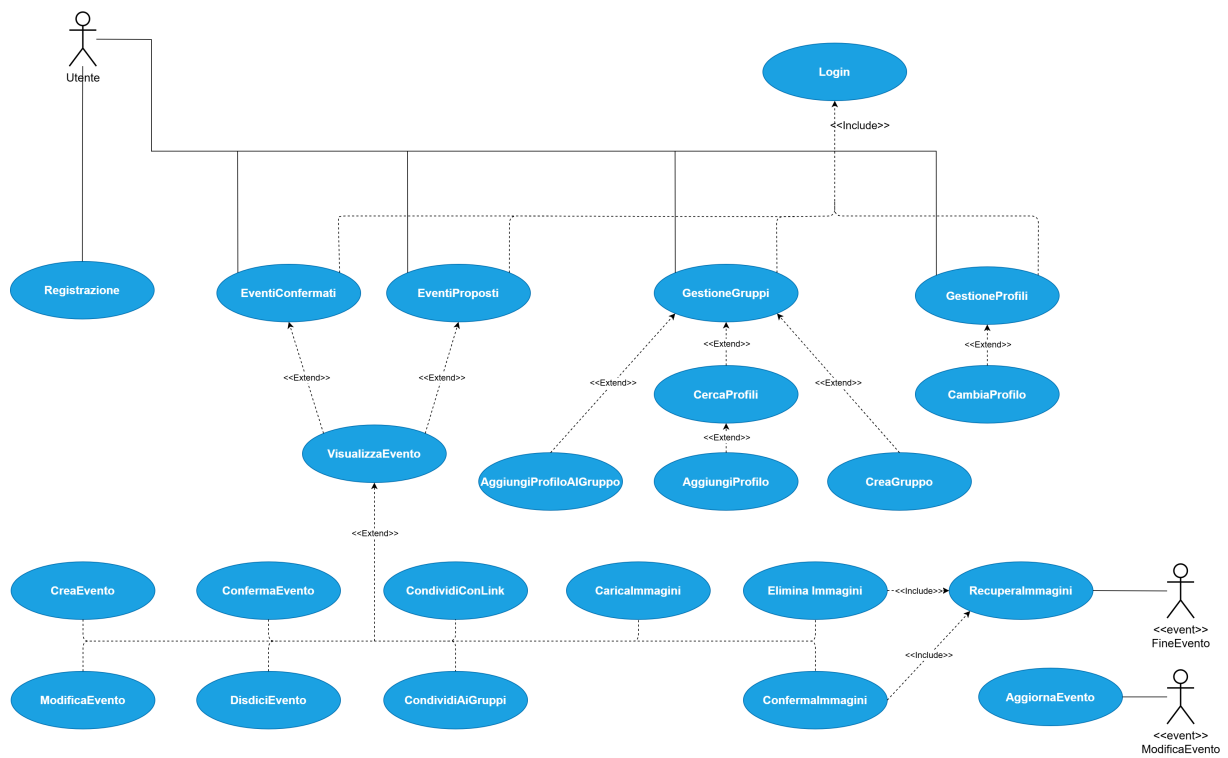 Utente
Login
<<Include>>
Registrazione
EventiConfermati
EventiProposti
GestioneGruppi
GestioneProfili
<<Extend>>
<<Extend>>
<<Extend>>
<<Extend>>
<<Extend>>
<<Extend>>
CercaProfili
CambiaProfilo
<<Extend>>
VisualizzaEvento
AggiungiProfiloAlGruppo
AggiungiProfilo
CreaGruppo
<<Extend>>
CreaEvento
ConfermaEvento
CondividiConLink
CaricaImmagini
Elimina Immagini
<<Include>>
RecuperaImmagini
<<event>>
FineEvento
<<Include>>
ModificaEvento
DisdiciEvento
CondividiAiGruppi
ConfermaImmagini
AggiornaEvento
<<event>>
ModificaEvento